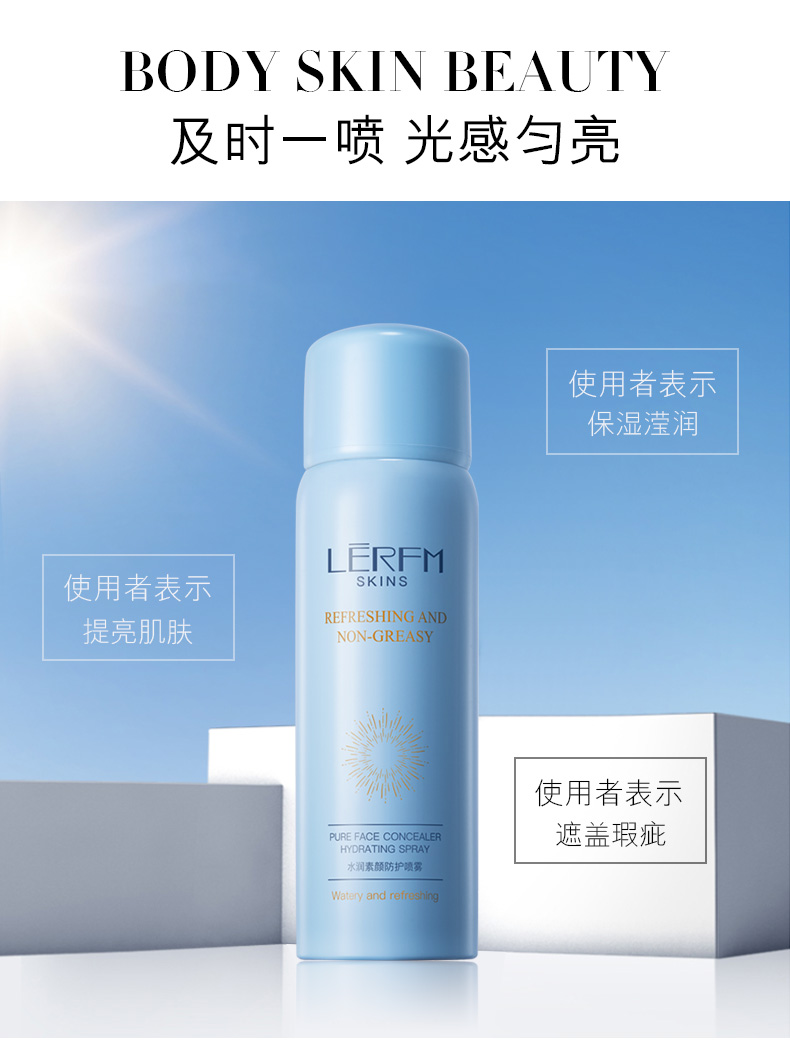 BODY SKIN BEAUTY
及时一喷 光感匀亮
使用者表示
保湿滢润
使用者表示
提亮肌肤
LĒRFM
SKINS
REFRESHING AND
NON-GREASY
使用者表示
遮盖瑕疵
PURE FACE CONCEALER
HYDRATING SPRAY
水润素颜防护喷雾
Watery and refreshing